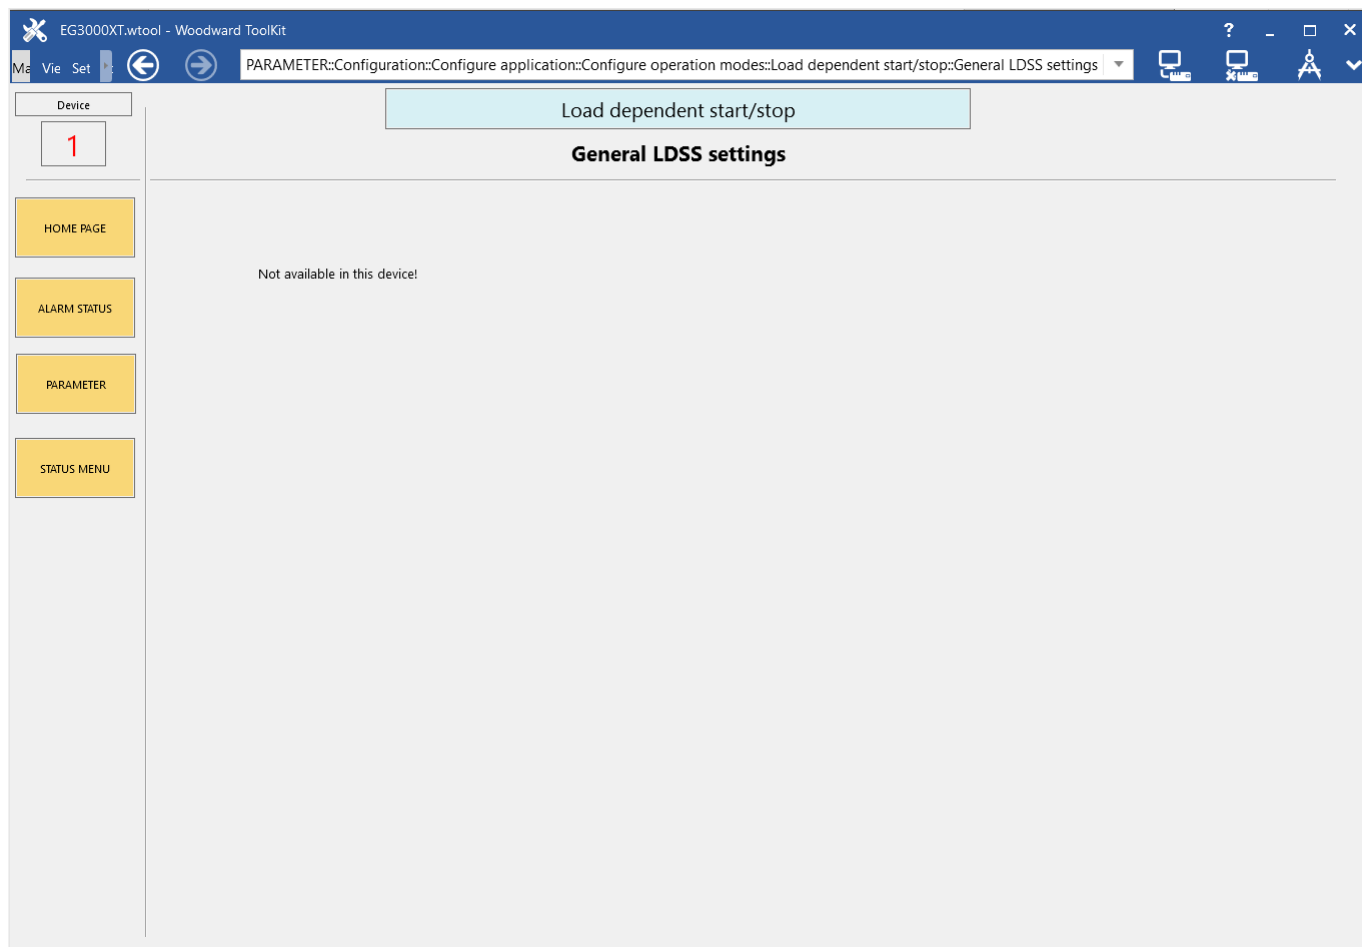 EG3000XT.wtool - Woodward ToolKit
?
Ma Vie Set
PARAMETER::Configuration::Configure application::Configure operation modes::Load dependent start/stop::General LDSS settings
Device
1
Load dependent start/stop
General LDSS settings
HOME PAGE
Not available in this device!
ALARM STATUS
PARAMETER
STATUS MENU